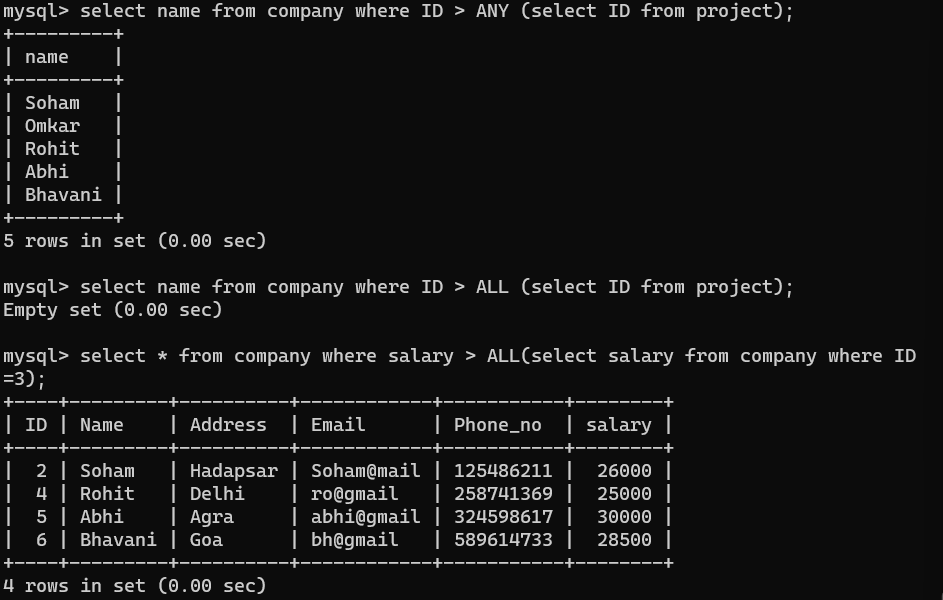 mysql> select name from company where ID > ANY (select ID from project);
+---------+
| name    |
+---------+
| Soham   |
| Omkar   |
| Rohit   |
| Abhi    |
| Bhavani |
+---------+
5 rows in set (0.00 sec)
mysql> select name from company where ID > ALL (select ID from project);
Empty set (0.00 sec)
mysql> select * from company where salary > ALL(select salary from company where ID
=3);
+----+---------+----------+------------+-----------+--------+
| ID | Name    | Address  | Email      | Phone_no  | salary |
+----+---------+----------+------------+-----------+--------+
|  2 | Soham   | Hadapsar | Soham@mail | 125486211 |  26000 |
|  4 | Rohit   | Delhi    | ro@gmail   | 258741369 |  25000 |
|  5 | Abhi    | Agra     | abhi@gmail | 324598617 |  30000 |
|  6 | Bhavani | Goa      | bh@gmail   | 589614733 |  28500 |
+----+---------+----------+------------+-----------+--------+
4 rows in set (0.00 sec)